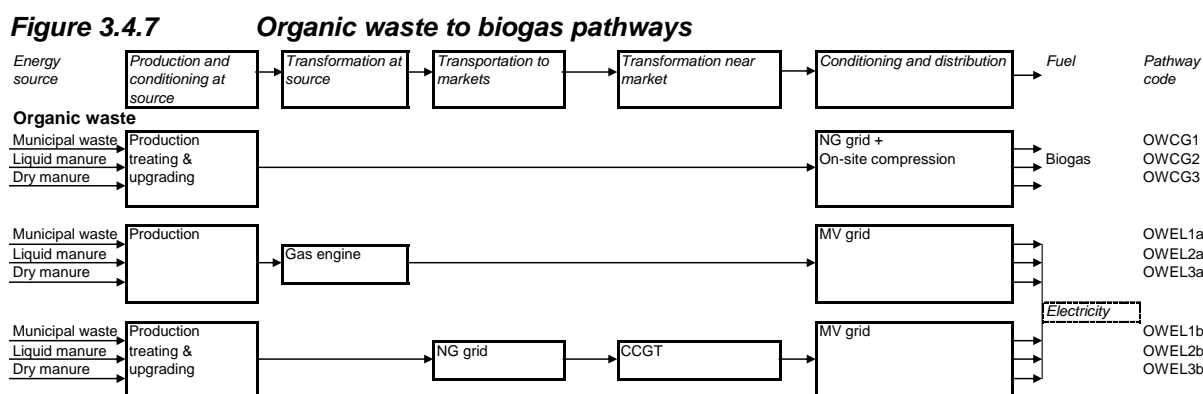 Figure 3.4.7 Organic waste to biogas pathways
Energy source
Production and conditioning at source
Transformation at source
Transportation to markets
Transformation near market
Conditioning and distribution
Fuel
Pathway code
Organic waste
Municipal waste
Liquid manure
Dry manure
Production treating & upgrading
NG grid +
On-site compression
Biogas
OWCG1
OWCG2
OWCG3
Municipal waste
Liquid manure
Dry manure
Production
Gas engine
MV grid
OWEL1a
OWEL2a
OWEL3a
Electricity
Municipal waste
Liquid manure
Dry manure
Production treating & upgrading
NG grid
CCGT
MV grid
OWEL1b
OWEL2b
OWEL3b